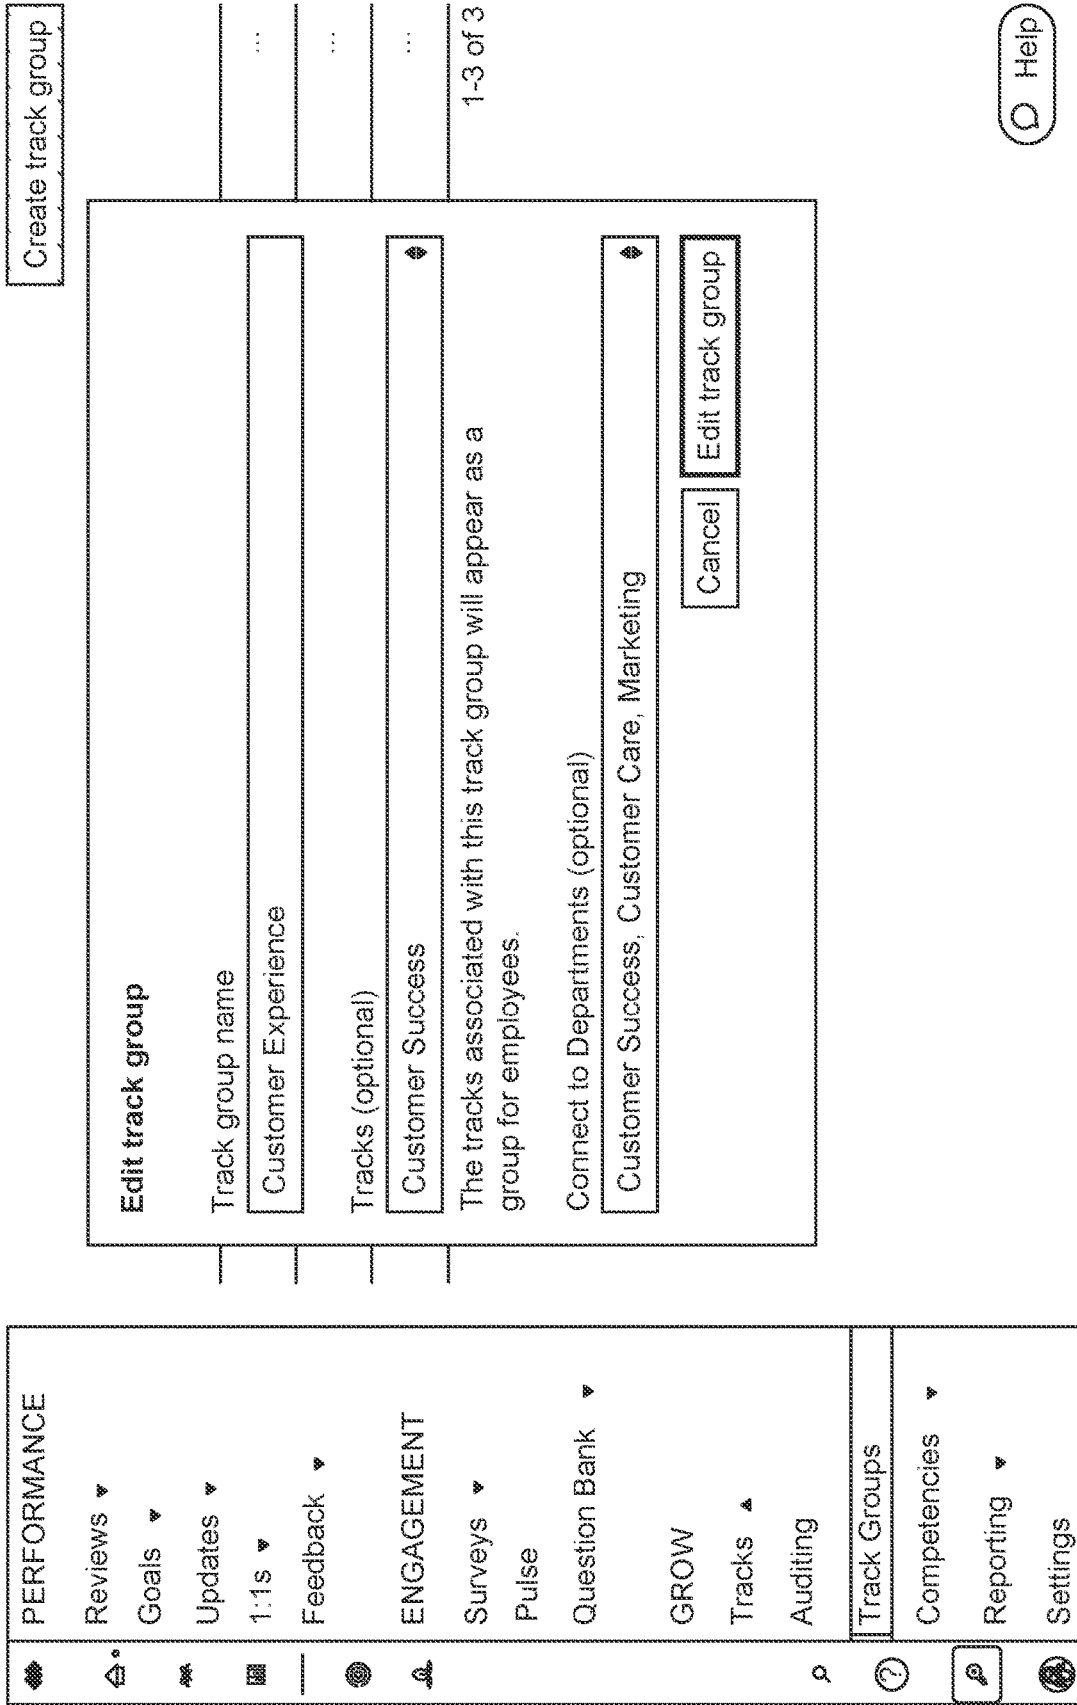 PERFORMANCE
Reviews
Goals
Updates
1:1s
Feedback
ENGAGEMENT
Surveys
Pulse
Question Bank
GROW
Tracks
Auditing
Track Groups
Competencies
Reporting
Settings
Create track group
...
...
...
1-3 of 3
Edit track group
Track group name
Customer Experience
Tracks (optional)
Customer Success
The tracks associated with this track group will appear as a
group for employees.
Connect to Departments (optional)
Customer Success, Customer Care, Marketing
Cancel
Edit track group
? 
Help